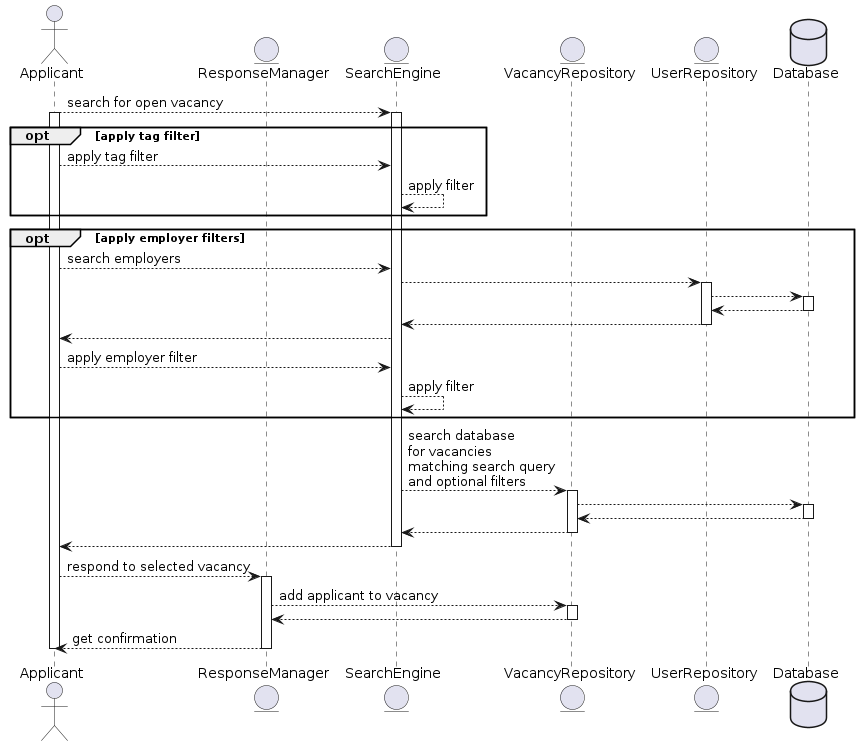 Applicant
ResponseManager
SearchEngine
VacancyRepository
UserRepository
Database
search for open vacancy
opt
[apply tag filter]
apply tag filter
apply filter
opt
[apply employer filters]
search employers
apply employer filter
apply filter
search database
for vacancies
matching search query
and optional filters
respond to selected vacancy
add applicant to vacancy
get confirmation
Applicant
ResponseManager
SearchEngine
VacancyRepository
UserRepository
Database